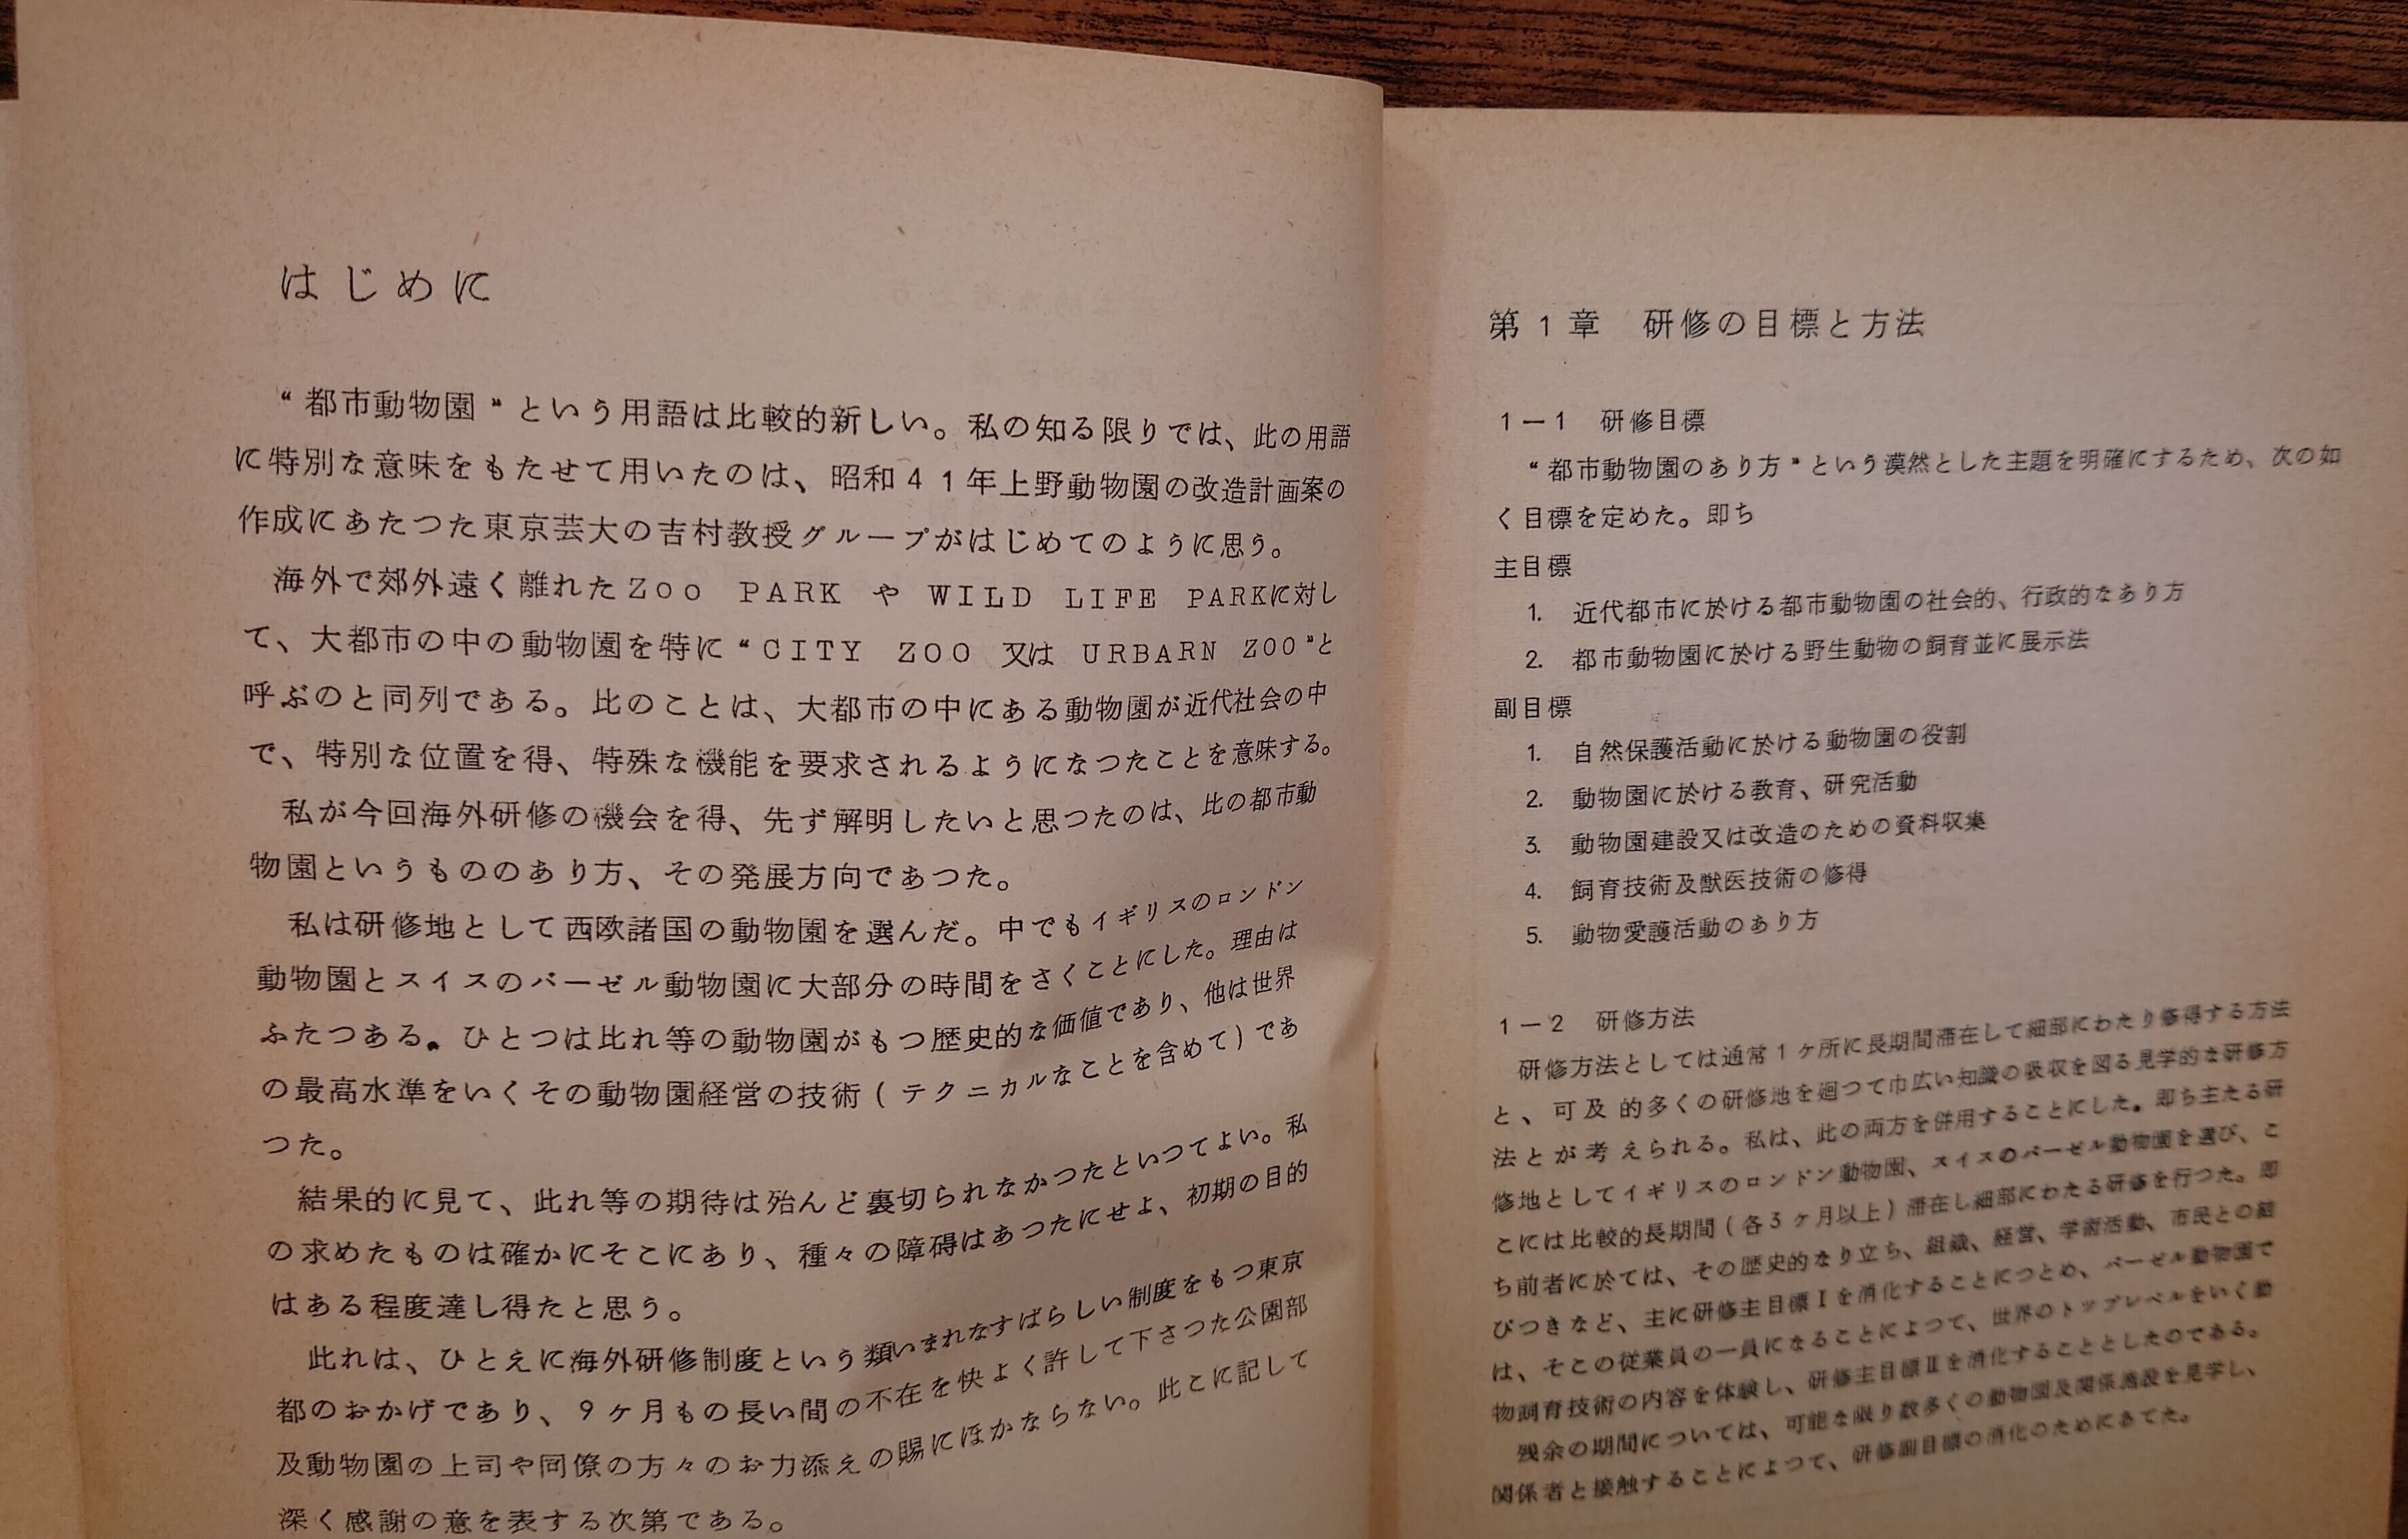 はじめに
“都市動物園”という用語は比較的新しい。私の知る限りでは、此の用語
に特別な意味をもたせて用いたのは、昭和41年上野動物園の改造計画案の
作成にあたつた東京芸大の吉村教授グループがはじめてのように思う。
海外で郊外遠く離れたZOO PARK や WILD LIFE PARKに対し
て、大都市の中の動物園を特に“CITY ZOO 又は URBARN ZOO”と
呼ぶのと同列である。比のことは、大都市の中にある動物園が近代社会の中
で、特別な位置を得、特殊な機能を要求されるようになつたことを意味する。
私が今回海外研修の機会を得、先ず解明したいと思つたのは、比の都市動
物園というもののあり方、その発展方向であつた。
私は研修地として西欧諸国の動物園を選んだ。中でもイギリスのロンドン
動物園とスイスのバーゼル動物園に大部分の時間をさくことにした。理由は
ふたつある。ひとつは比れ等の動物園がもつ歴史的な価値であり、他は世界
の最高水準をいくその動物園経営の技術(テクニカルなことを含めて)であ
つた。
結果的に見て、此れ等の期待は殆んど裏切られなかつたといつてよい。私
の求めたものは確かにそこにあり、種々の障碍はあつたにせよ、初期の目的
はある程度達し得たと思う。
此れは、ひとえに海外研修制度という類いまれなすばらしい制度をもつ東京
都のおかげであり、9ヶ月もの長い間の不在を快よく許して下さつた公園部
及動物園の上司や同僚の方々のお力添えの賜にほかならない。此こに記して
深く感謝の意を表する次第である。
第1章 研修の目標と方法
1－1 研修目標
“都市動物園のあり方”という漠然とした主題を明確にするため、次の如
く目標を定めた。即ち
主目標
1. 近代都市に於ける都市動物園の社会的、行政的なあり方
2. 都市動物園に於ける野生動物の飼育並に展示法
副目標
1. 自然保護活動に於ける動物園の役割
2. 動物園に於ける教育、研究活動
3. 動物園建設又は改造のための資料収集
4. 飼育技術及獣医技術の修得
5. 動物愛護活動のあり方
1－2 研修方法
研修方法としては通常1ヶ所に長期間滞在して細部にわたり修得する方法
と、可及的多くの研修地を廻つて巾広い知識の吸収を図る見学的な研修方
法とが考えられる。私は、此の両方を併用することにした。即ち主たる研
修地としてイギリスのロンドン動物園、スイスのバーゼル動物園を選び、こ
こには比較的長期間(各3ヶ月以上)滞在し細部にわたる研修を行つた。即
ち前者に於ては、その歴史的なり立ち、組織、経営、学術活動、市民との結
びつきなど、主に研修主目標Ⅰを消化することにつとめ、バーゼル動物園で
は、そこの従業員の一員になることによつて、世界のトップレベルをいく動
物飼育技術の内容を体験し、研修主目標Ⅱを消化することとしたのである。
残余の期間については、可能な限り数多くの動物園及関係施設を見学し、
関係者と接触することによつて、研修副目標の消化のためにあてた。